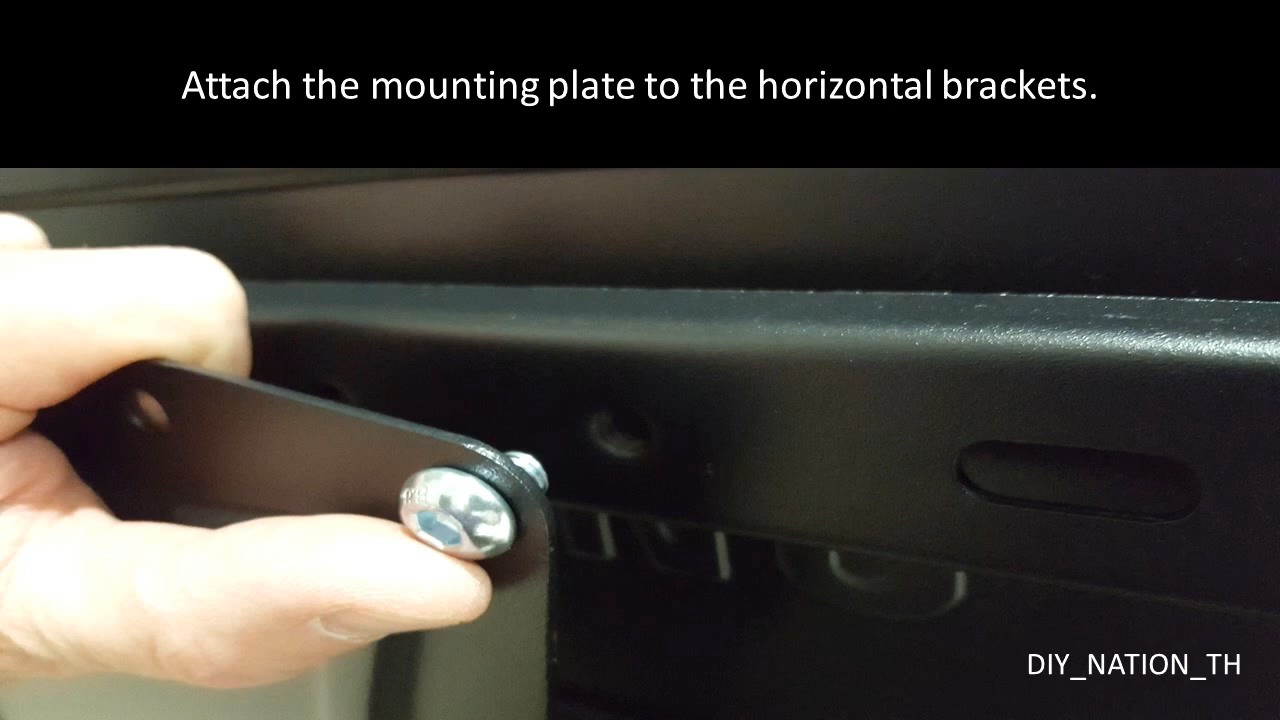 Attach the mounting plate to the horizontal brackets.
DIY_NATION_TH